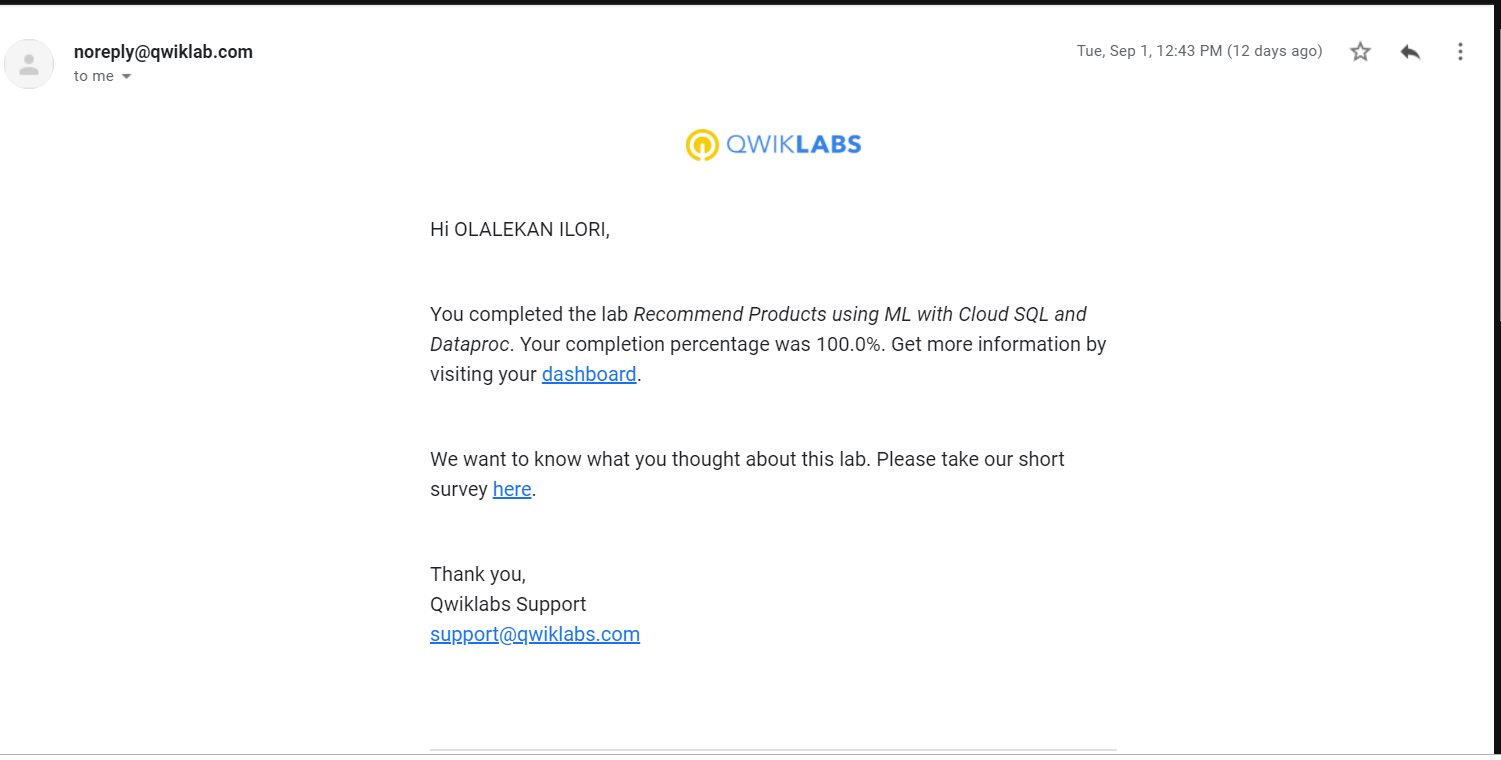 noreply@qwiklab.com
Tue, Sep 1, 12:43 PM (12 days ago)
to me
QWIKLABS
Hi OLALEKAN ILORI,
You completed the lab Recommend Products using ML with Cloud SQL and
Dataproc. Your completion percentage was 100.0%. Get more information by
visiting your dashboard.
We want to know what you thought about this lab. Please take our short
survey here.
Thank you,
Qwiklabs Support
support@qwiklabs.com